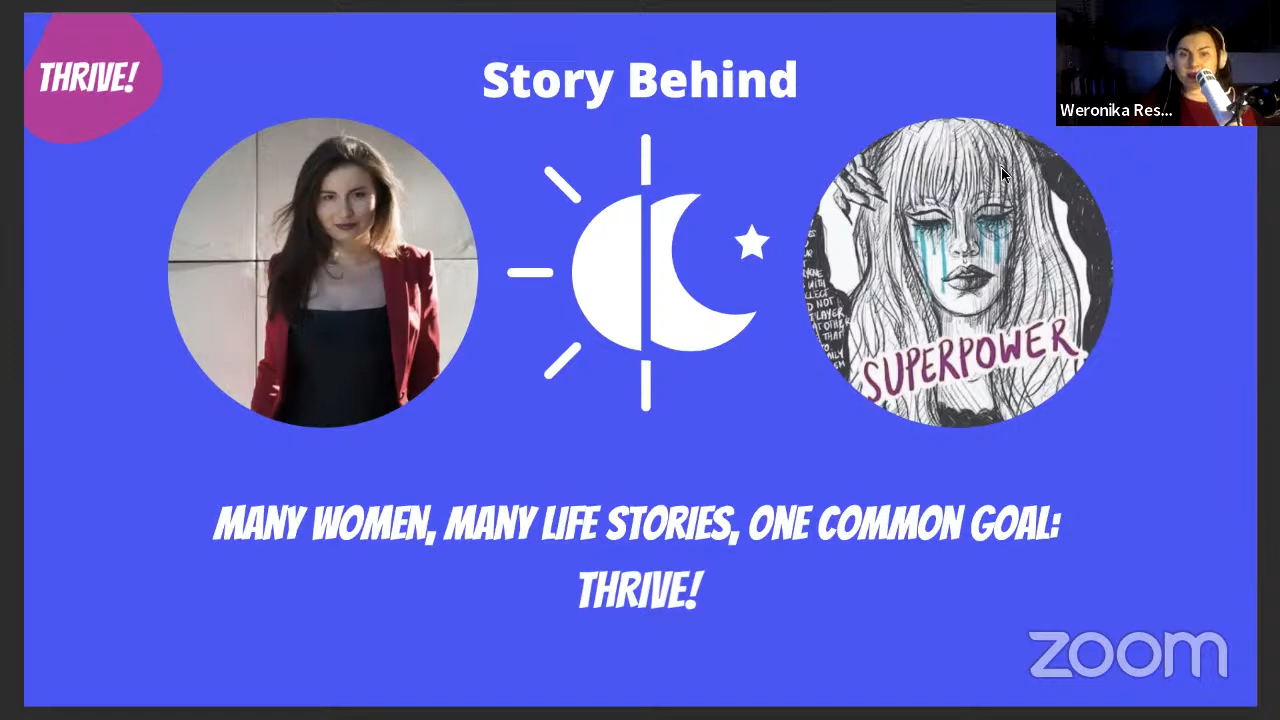 THRIVE!
Story Behind
Weronika Res...
SUPERPOWER
MANY WOMEN, MANY LIFE STORIES, ONE COMMON GOAL:
THRIVE!
zoom